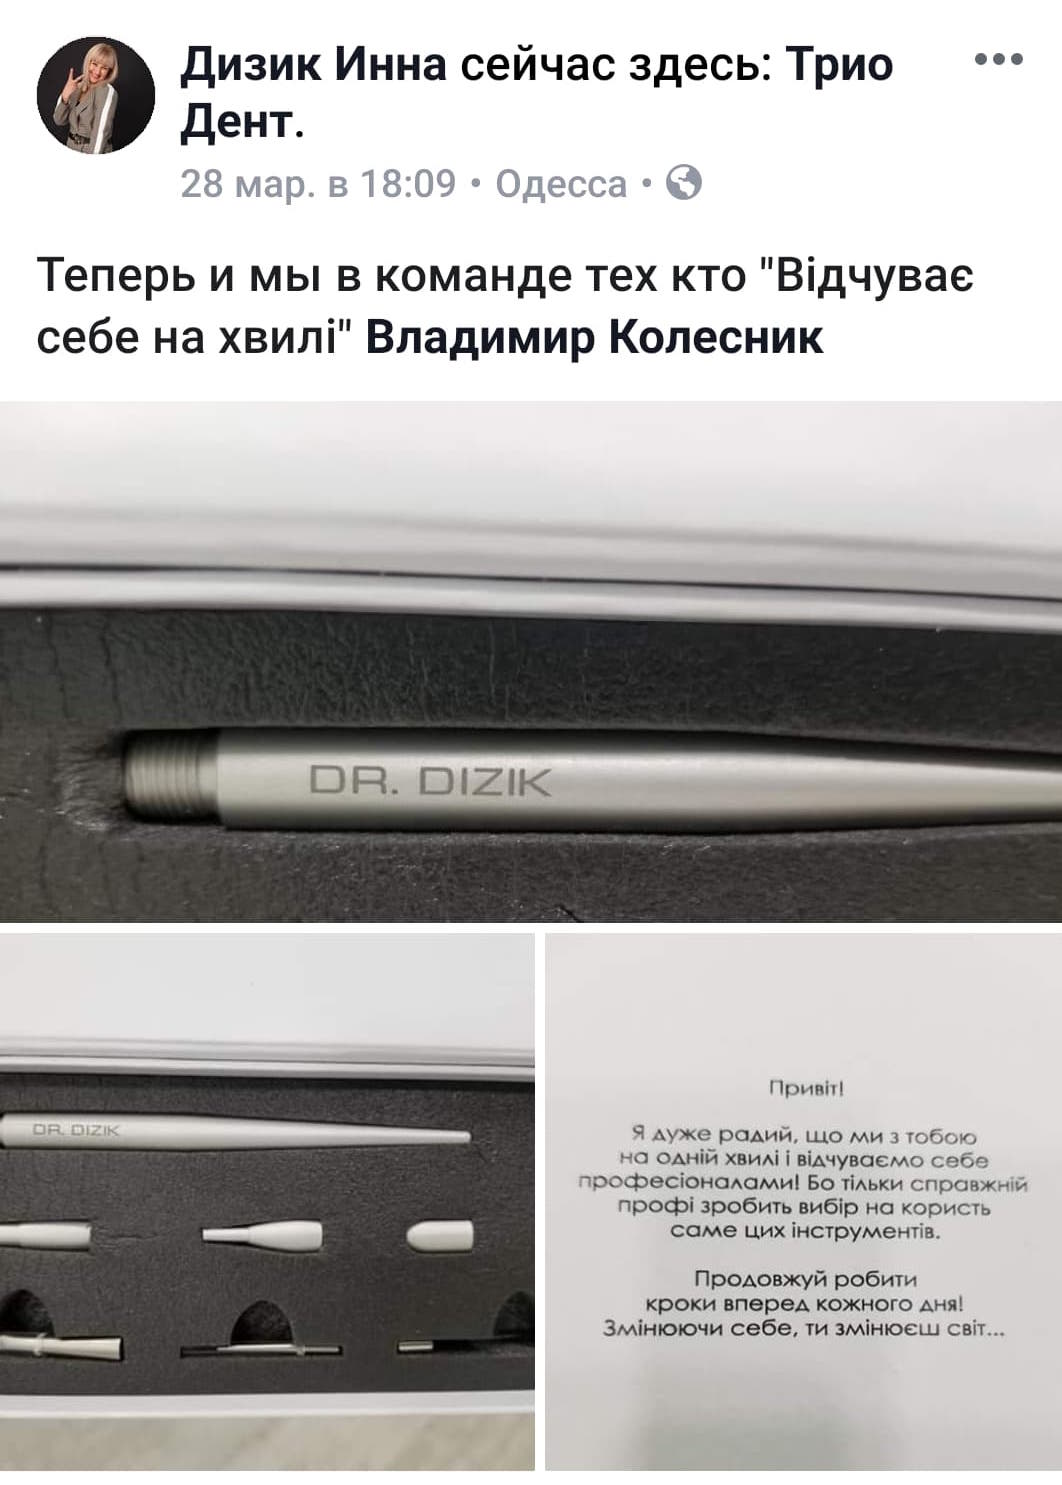 Дизик Инна сейчас здесь: Трио
Дент.
28 мар. в 18:09 • Одесса •
Теперь и мы в команде тех кто "Відчуває
себе на хвилі" Владимир Колесник
DR. DIZIK
DR. DIZIK
Привіт!
Я дуже радий, що ми з тобою
на одній хвилі і відчуваємо себе
професіоналами! Бо тільки справжній
профі зробить вибір на користь
саме цих інструментів.
Продовжуй робити
кроки вперед кожного дня!
Змінюючи себе, ти змінюєш світ...